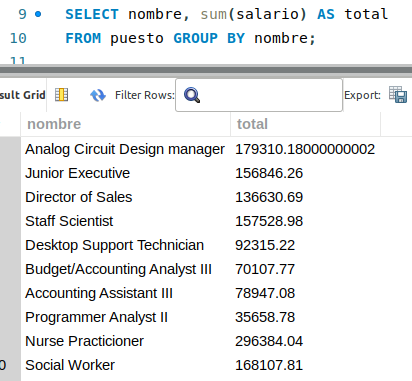 9 SELECT nombre, sum(salario) AS total
10 FROM puesto GROUP BY nombre;
11
sult Grid Filter Rows: Export:
nombre total
Analog Circuit Design manager 179310.18000000002
Junior Executive 156846.26
Director of Sales 136630.69
Staff Scientist 157528.98
Desktop Support Technician 92315.22
Budget/Accounting Analyst III 70107.77
Accounting Assistant III 78947.08
Programmer Analyst II 35658.78
Nurse Practicioner 296384.04
0 Social Worker 168107.81